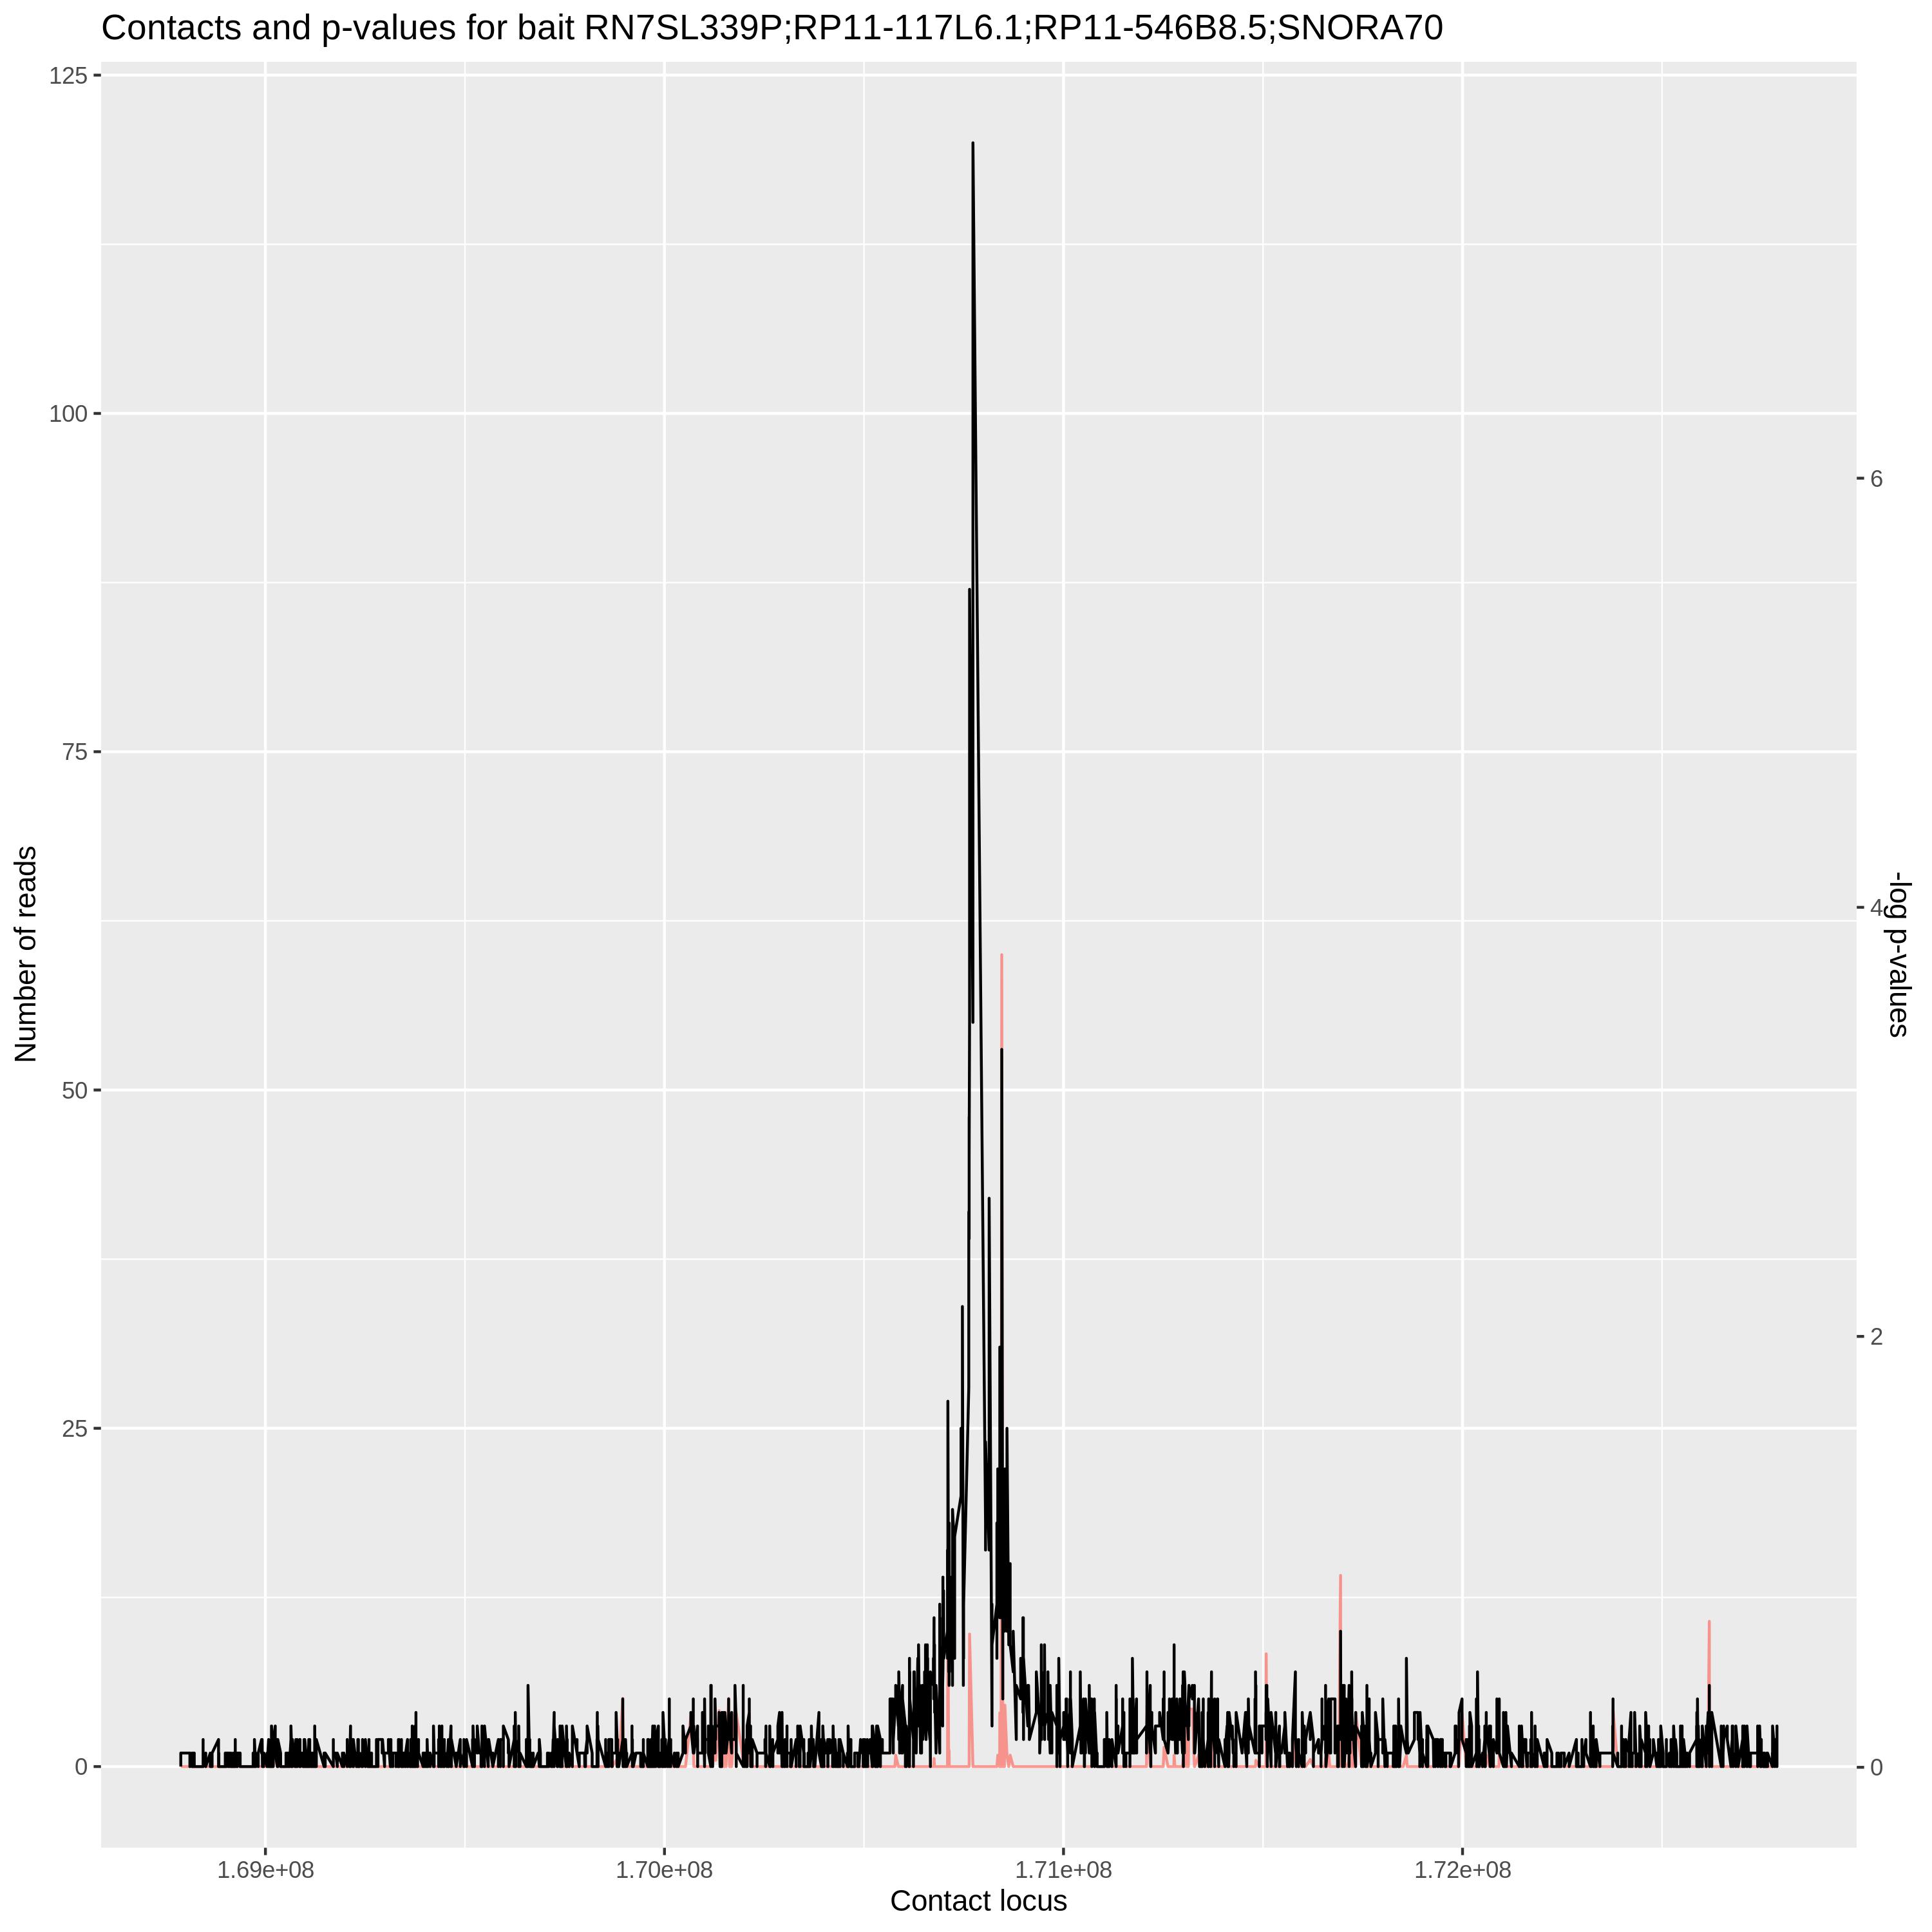 Contacts and p-values for bait RN7SL339P;RP11-117L6.1;RP11-546B8.5;SNORA70
125
100
75
50
25
0
Number of reads
6
4
2
0
-log p-values
1.69e+08 1.70e+08 1.71e+08 1.72e+08
Contact locus